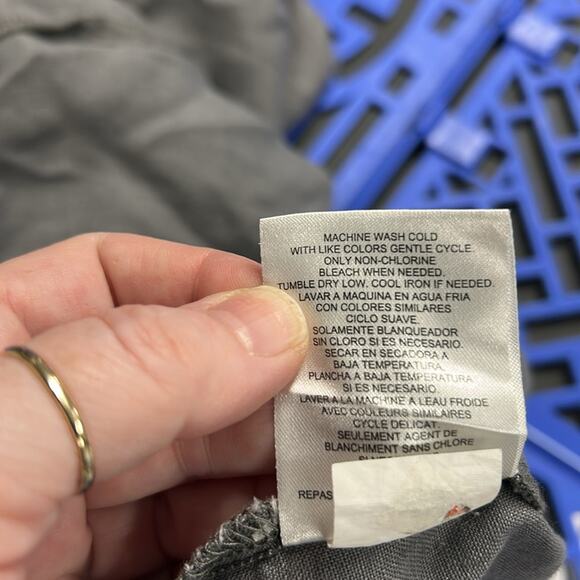 MACHINE WASH COLD
WITH LIKE COLORS GENTLE CYCLE.
ONLY NON-CHLORINE
BLEACH WHEN NEEDED.
TUMBLE DRY LOW, COOL IRON IF NEEDED.
LAVAR A MAQUINA EN AGUA FRIA
CON COLORES SIMILARES
CICLO SUAVE.
SOLAMENTE BLANQUEADOR
SIN CLORO SI ES NECESARIO.
SECAR EN SECADORA A
BAJA TEMPERATURA.
PLANCHA A BAJA TEMPERATURA
SI ES NECESARIO.
LAVER A LA MACHINE A LEAU FROIDE
AVEC COULEURS SIMILAIRES
CYCLE DELICAT.
SEULEMENT AGENT DE
BLANCHIMENT SANS CHLORE
REPAS